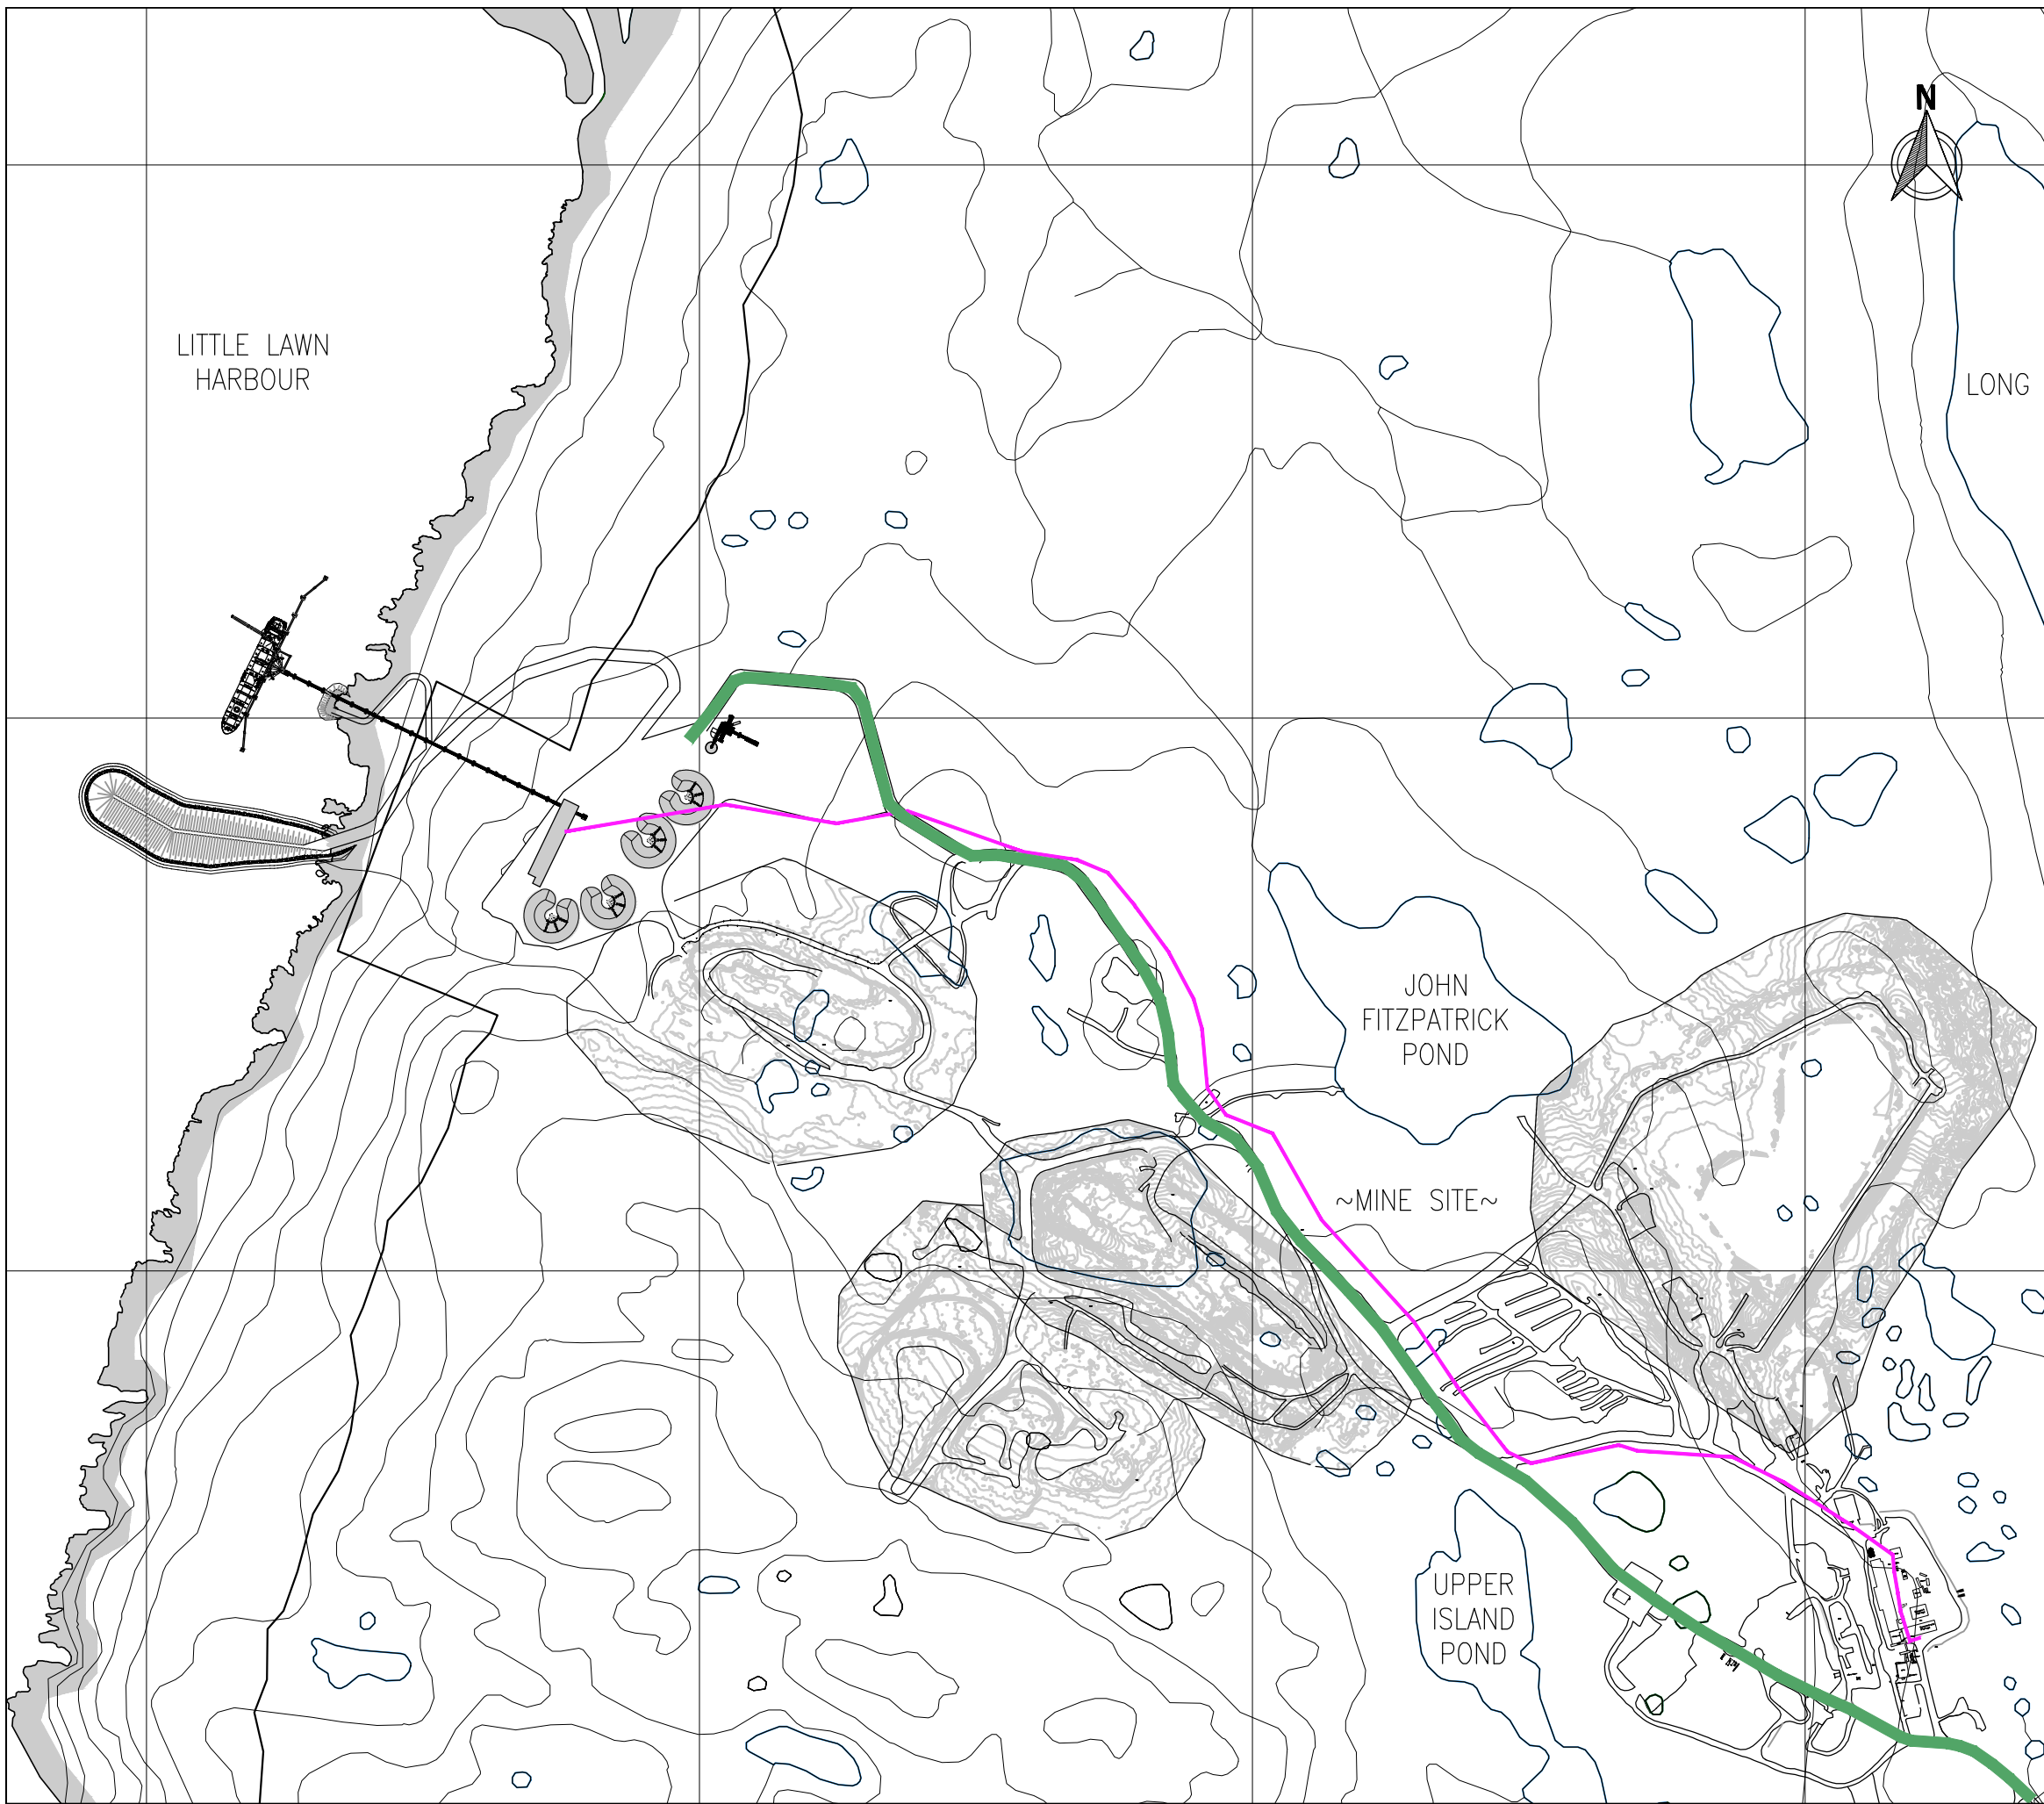 N
LITTLE LAWN
HARBOUR
LONG
JOHN
FITZPATRICK
POND
~MINE SITE~
UPPER
ISLAND
POND